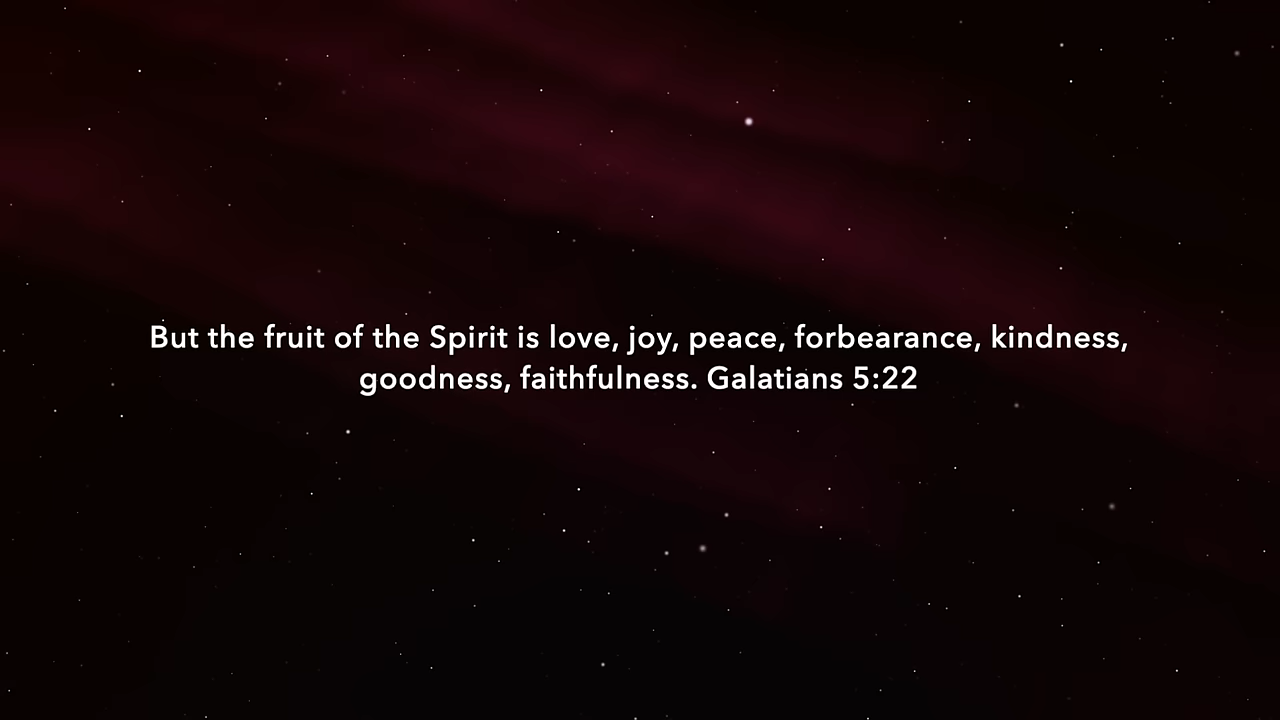 But the fruit of the Spirit is love, joy, peace, forbearance, kindness,
goodness, faithfulness. Galatians 5:22